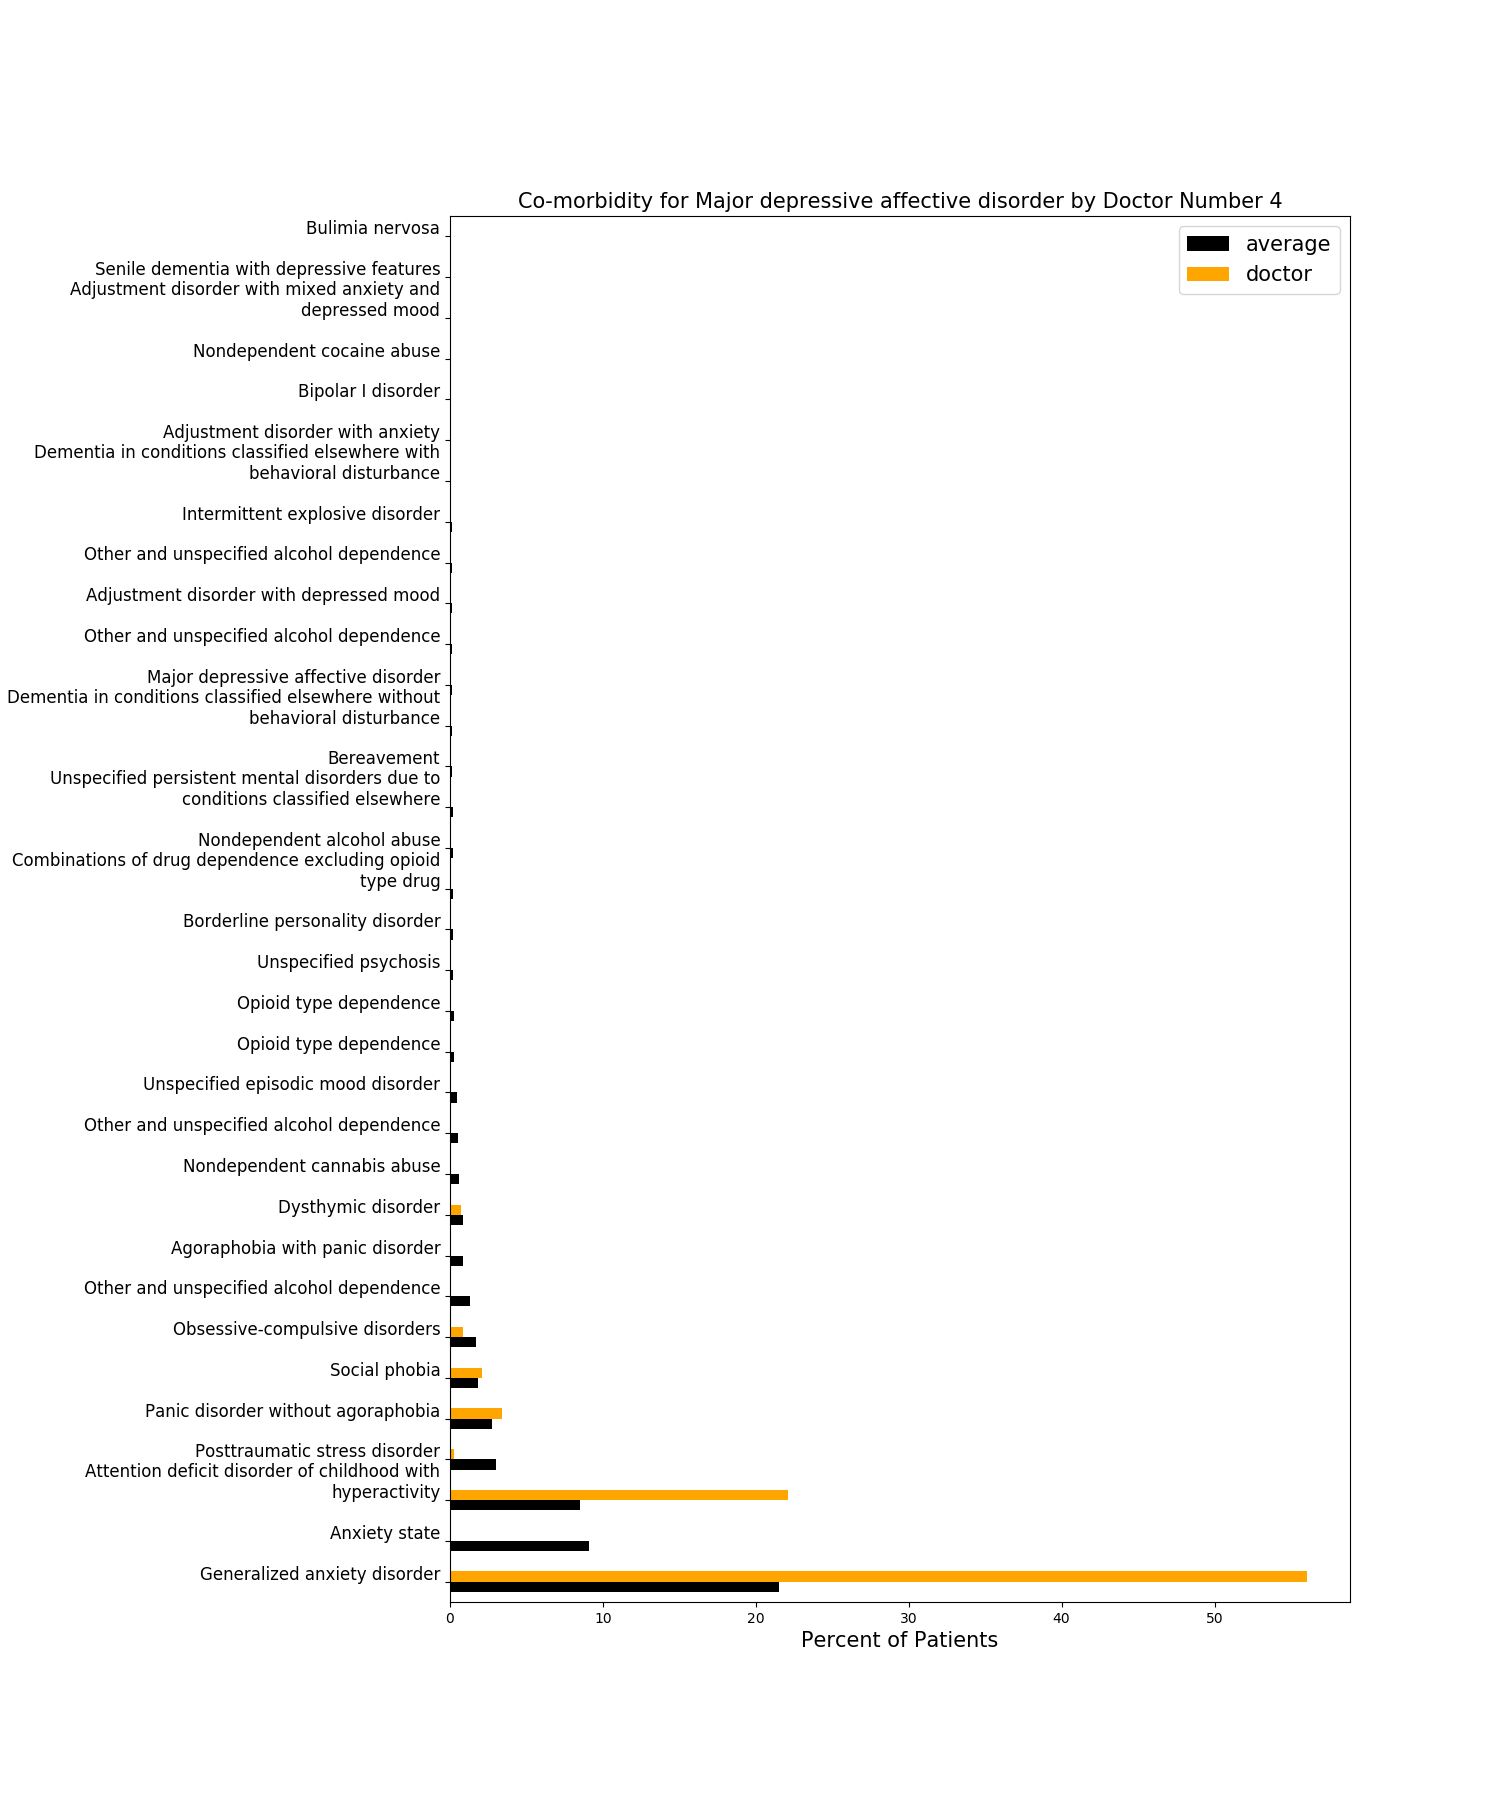 Co-morbidity for Major depressive affective disorder by Doctor Number 4
average
doctor
Bulimia nervosa
Senile dementia with depressive features
Adjustment disorder with mixed anxiety and
depressed mood
Nondependent cocaine abuse
Bipolar I disorder
Adjustment disorder with anxiety
Dementia in conditions classified elsewhere with
behavioral disturbance
Intermittent explosive disorder
Other and unspecified alcohol dependence
Adjustment disorder with depressed mood
Other and unspecified alcohol dependence
Major depressive affective disorder
Dementia in conditions classified elsewhere without
behavioral disturbance
Bereavement
Unspecified persistent mental disorders due to
conditions classified elsewhere
Nondependent alcohol abuse
Combinations of drug dependence excluding opioid
type drug
Borderline personality disorder
Unspecified psychosis
Opioid type dependence
Opioid type dependence
Unspecified episodic mood disorder
Other and unspecified alcohol dependence
Nondependent cannabis abuse
Dysthymic disorder
Agoraphobia with panic disorder
Other and unspecified alcohol dependence
Obsessive-compulsive disorders
Social phobia
Panic disorder without agoraphobia
Posttraumatic stress disorder
Attention deficit disorder of childhood with
hyperactivity
Anxiety state
Generalized anxiety disorder
0 10 20 30 40 50
Percent of Patients